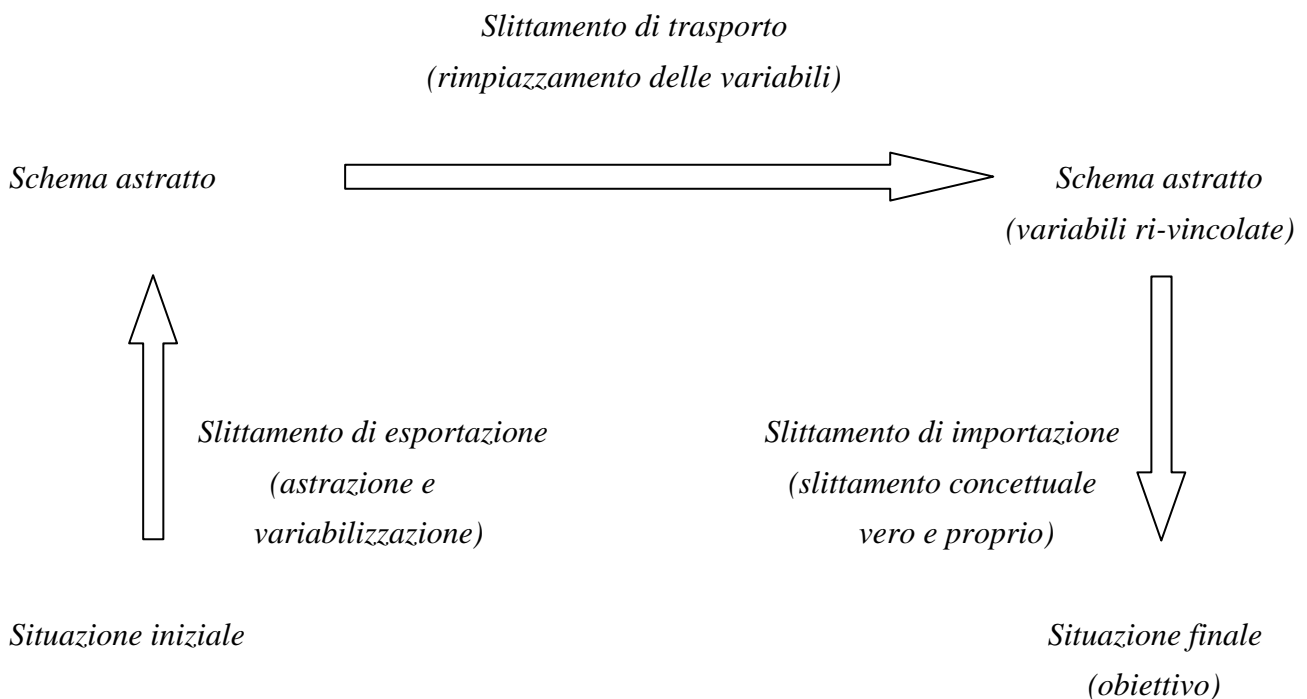 Slittamento di trasporto
(rimpiazzamento delle variabili)
Schema astratto
Schema astratto
(variabili ri-vincolate)
Slittamento di esportazione
(astrazione e
variabilizzazione)
Slittamento di importazione
(slittamento concettuale
vero e proprio)
Situazione iniziale
Situazione finale
(obiettivo)